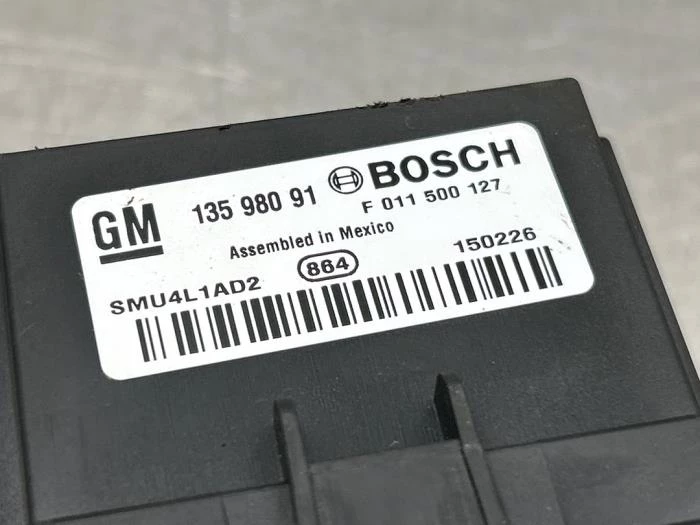 GM 135 980 91 BOSCH
F 011 500 127
Assembled in Mexico
SMU4L1AD2 864 150226